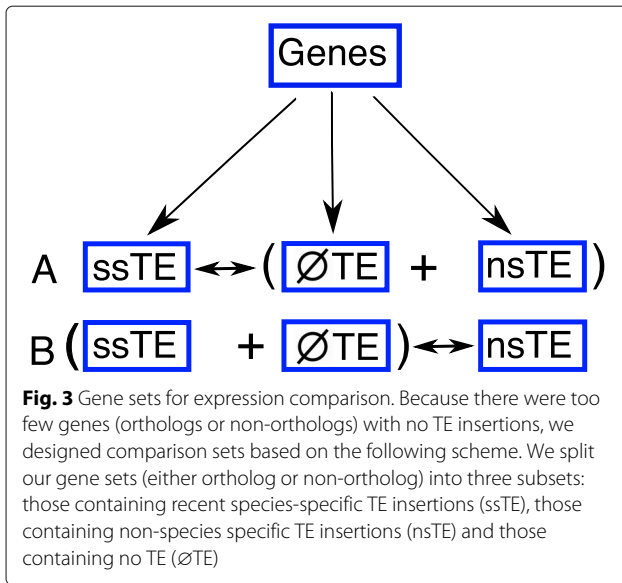 Genes
A ssTE ↔ ( ∅TE + nsTE )
B ( ssTE + ∅TE ) ↔ nsTE
Fig. 3 Gene sets for expression comparison. Because there were too
few genes (orthologs or non-orthologs) with no TE insertions, we
designed comparison sets based on the following scheme. We split
our gene sets (either ortholog or non-ortholog) into three subsets:
those containing recent species-specific TE insertions (ssTE), those
containing non-species specific TE insertions (nsTE) and those
containing no TE (∅TE)